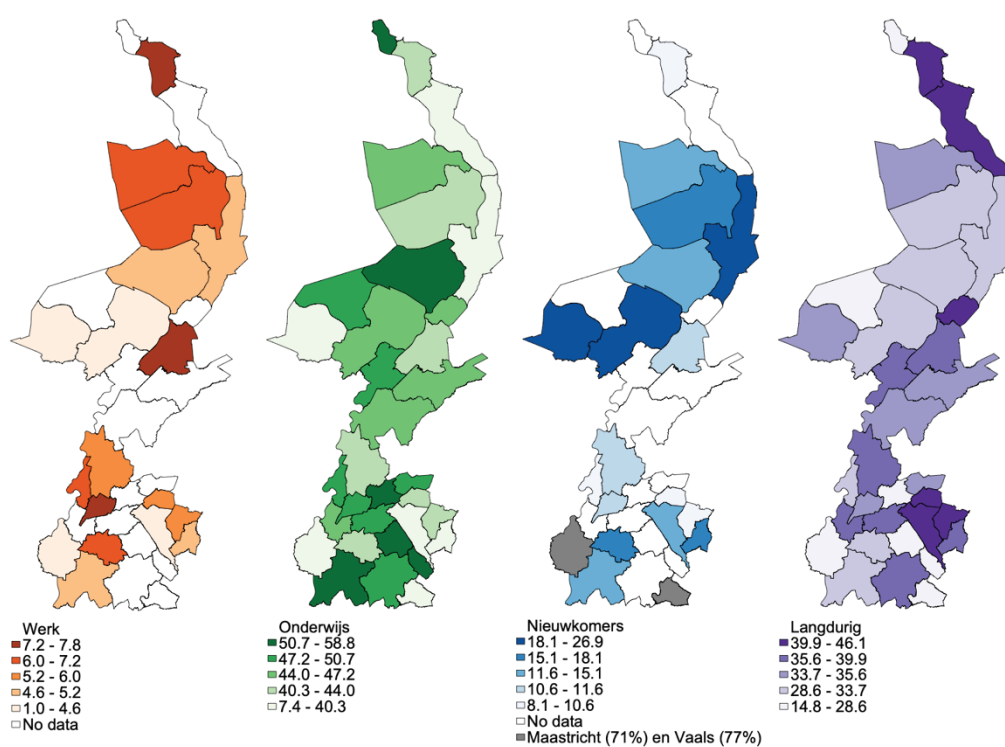 Werk
7.2 - 7.8
6.0 - 7.2
5.2 - 6.0
4.6 - 5.2
1.0 - 4.6
No data
Onderwijs
50.7 - 58.8
47.2 - 50.7
44.0 - 47.2
40.3 - 44.0
7.4 - 40.3
Nieuwkomers
18.1 - 26.9
15.1 - 18.1
11.6 - 15.1
10.6 - 11.6
8.1 - 10.6
No data
Maastricht (71%) en Vaals (77%)
Langdurig
39.9 - 46.1
35.6 - 39.9
33.7 - 35.6
28.6 - 33.7
14.8 - 28.6